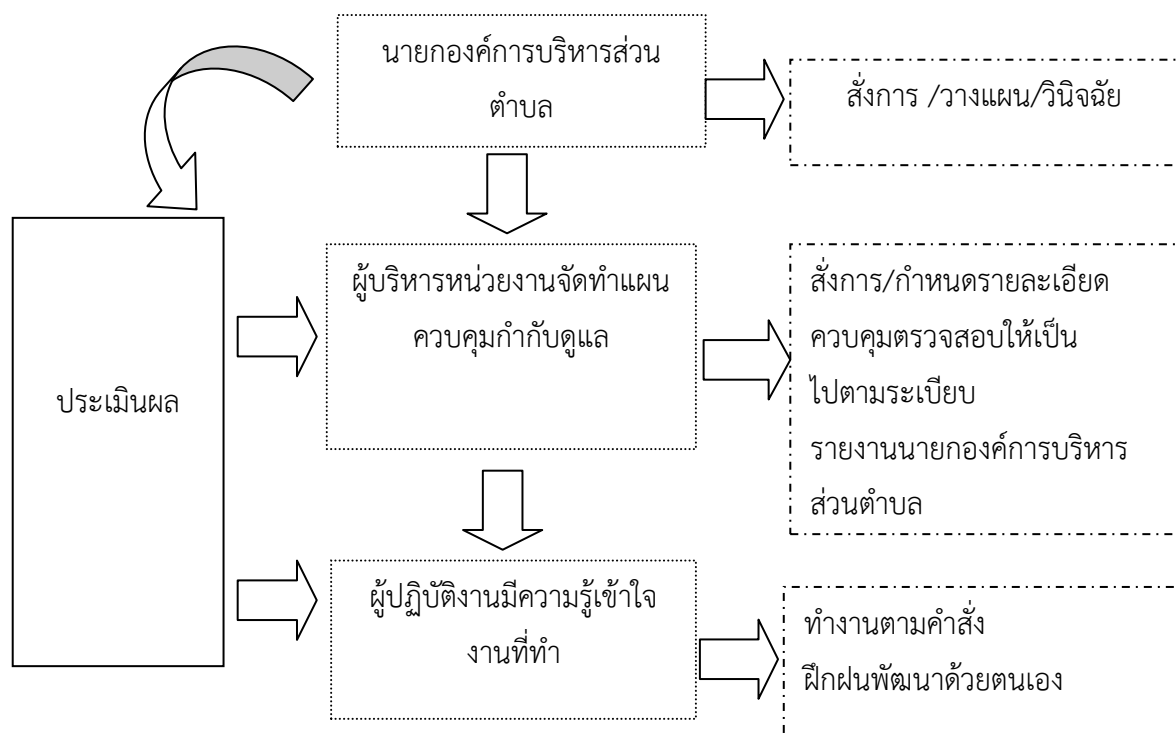 นายกองค์การบริหารส่วน
ตำบล
สั่งการ /วางแผน/วินิจฉัย
ผู้บริหารหน่วยงานจัดทำแผน
ควบคุมกำกับดูแล
สั่งการ/กำหนดรายละเอียด
ควบคุมตรวจสอบให้เป็น
ไปตามระเบียบ
รายงานนายกองค์การบริหาร
ส่วนตำบล
ประเมินผล
ผู้ปฏิบัติงานมีความรู้เข้าใจ
งานที่ทำ
ทำงานตามคำสั่ง
ฝึกฝนพัฒนาด้วยตนเอง